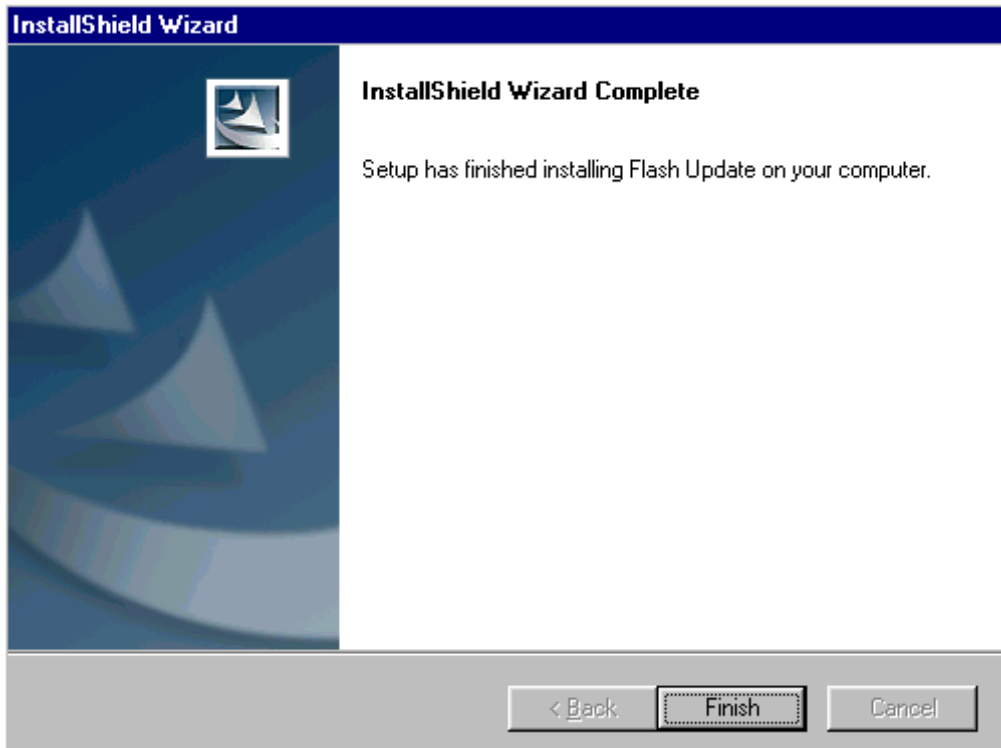 InstallShield Wizard
InstallShield Wizard Complete
Setup has finished installing Flash Update on your computer.
< Back
Finish
Cancel